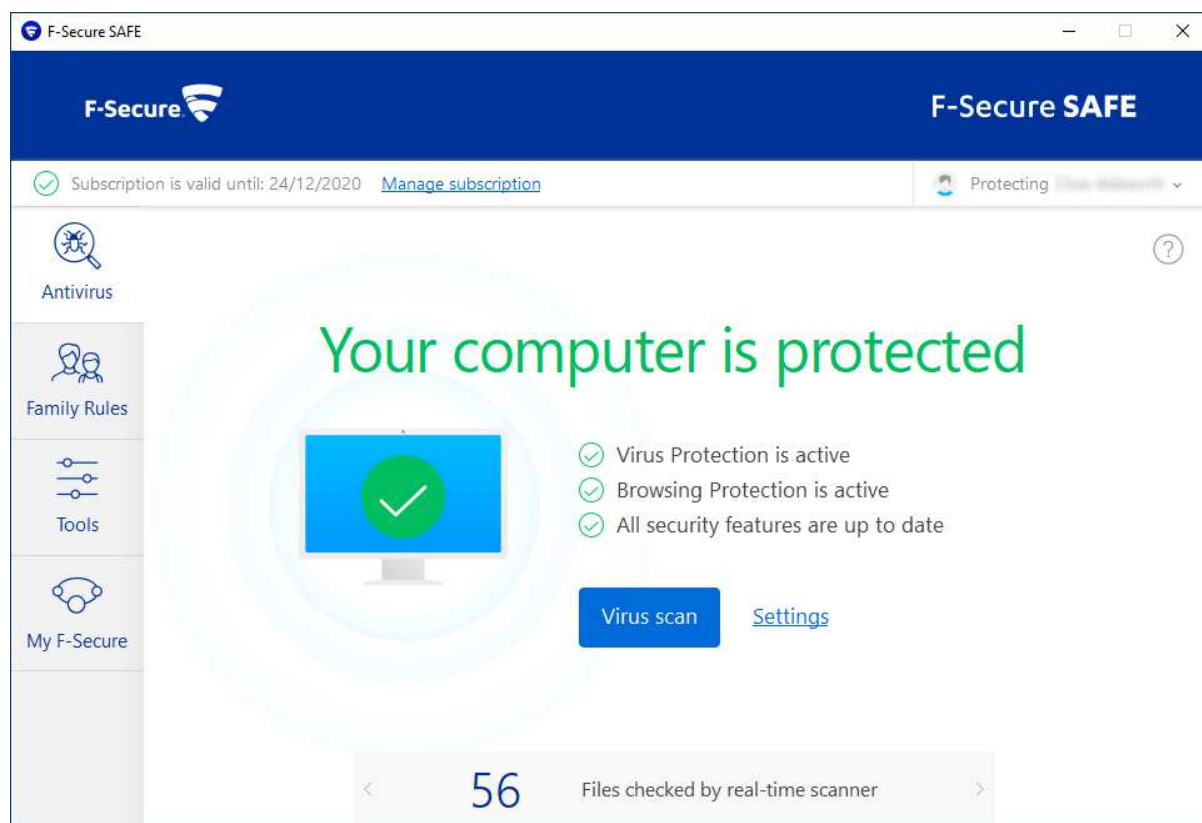 F-Secure SAFE
F-Secure
F-Secure SAFE
Subscription is valid until: 24/12/2020 Manage subscription
Protecting
Antivirus
?
Family Rules
Tools
My F-Secure
Your computer is protected
Virus Protection is active
Browsing Protection is active
All security features are up to date
Virus scan Settings
56 Files checked by real-time scanner